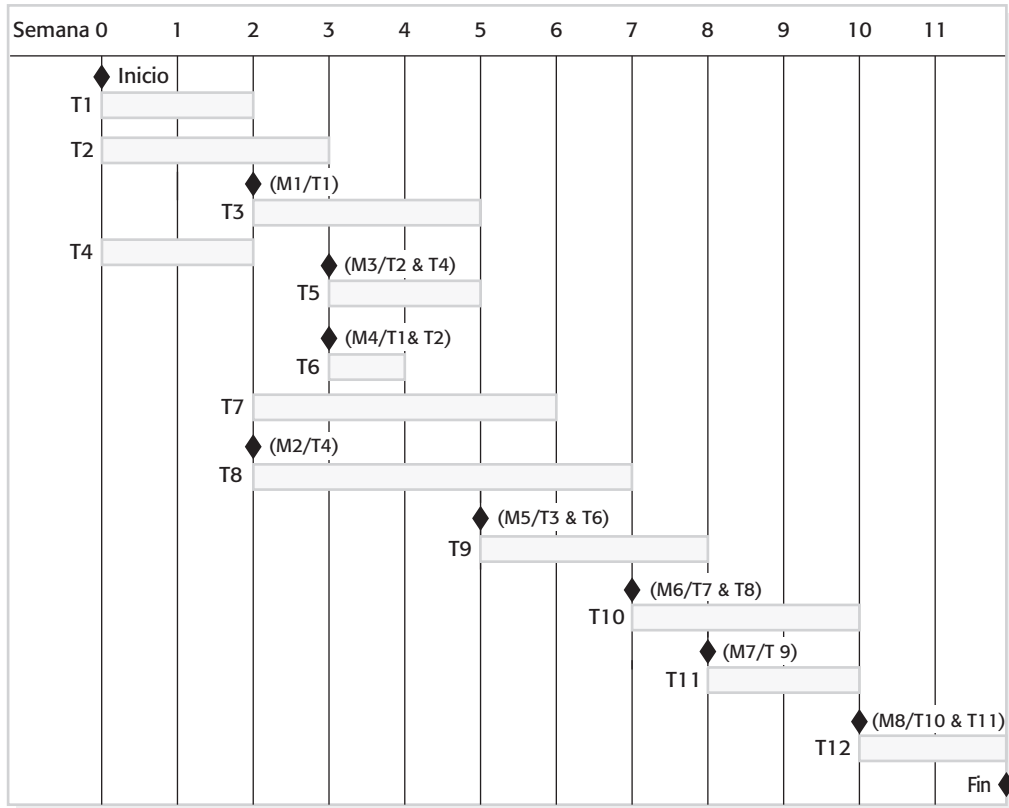 Semana 0 1 2 3 4 5 6 7 8 9 10 11
Inicio
T1
T2
(M1/T1)
T3
T4
(M3/T2 & T4)
T5
(M4/T1& T2)
T6
T7
(M2/T4)
T8
(M5/T3 & T6)
T9
(M6/T7 & T8)
T10
(M7/T 9)
T11
(M8/T10 & T11)
T12
Fin